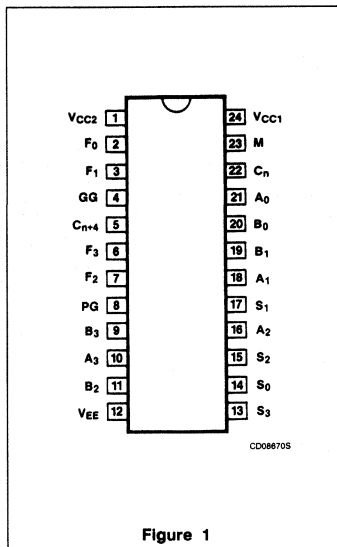 VCC2 1 24 VCC1
F0 2 23 M
F1 3 22 Cn
GG 4 21 A0
Cn+4 5 20 B0
F3 6 19 B1
F2 7 18 A1
PG 8 17 S1
B3 9 16 A2
A3 10 15 S2
B2 11 14 S0
VEE 12 13 S3
CD08670S
Figure 1